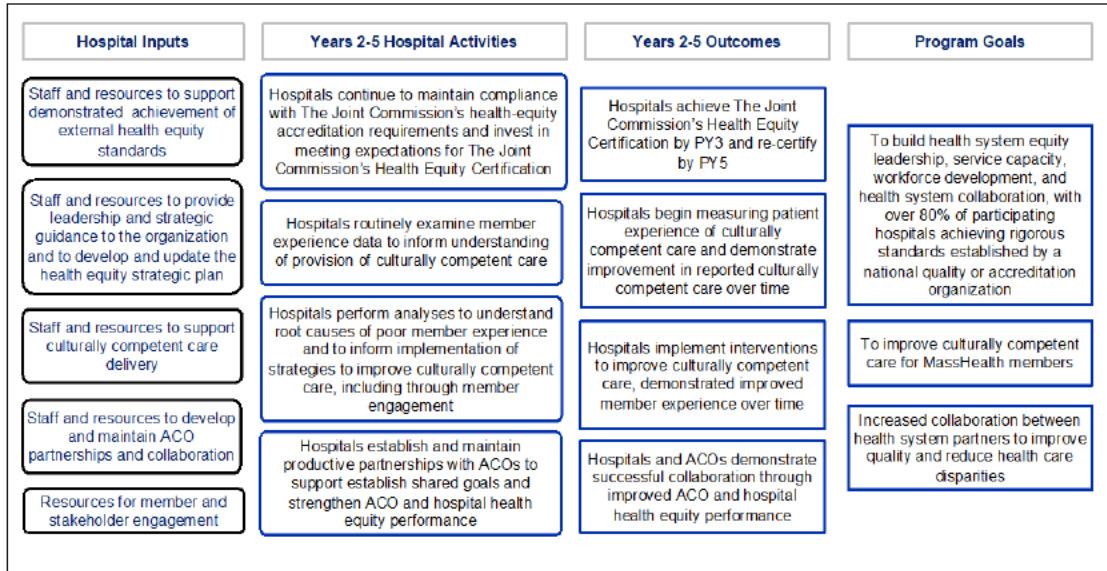 Hospital Inputs
Years 2-5 Hospital Activities
Years 2-5 Outcomes
Program Goals
Staff and resources to support
demonstrated achievement of
external health equity
standards
Staff and resources to provide
leadership and strategic
guidance to the organization
and to develop and update the
health equity strategic plan
Staff and resources to support
culturally competent care
delivery
Staff and resources to develop
and maintain ACO
partnerships and collaboration
Resources for member and
stakeholder engagement
Hospitals continue to maintain compliance
with The Joint Commission's health-equity
accreditation requirements and invest in
meeting expectations for The Joint
Commission's Health Equity Certification
Hospitals routinely examine member
experience data to inform understanding
of provision of culturally competent care
Hospitals perform analyses to understand
root causes of poor member experience
and to inform implementation of
strategies to improve culturally competent
care, including through member
engagement
Hospitals establish and maintain
productive partnerships with ACOs to
support establish shared goals and
strengthen ACO and hospital health
equity performance
Hospitals achieve The Joint
Commission's Health Equity
Certification by PY3 and re-certify
by PY5
Hospitals begin measuring patient
experience of culturally
competent care and demonstrate
improvement in reported culturally
competent care over time
Hospitals implement interventions
to improve culturally competent
care, demonstrated improved
member experience over time
Hospitals and ACOs demonstrate
successful collaboration through
improved ACO and hospital
health equity performance
To build health system equity
leadership, service capacity,
workforce development, and
health system collaboration, with
over 80% of participating
hospitals achieving rigorous
standards established by a
national quality or accreditation
organization
To improve culturally competent
care for MassHealth members
Increased collaboration between
health system partners to improve
quality and reduce health care
disparities